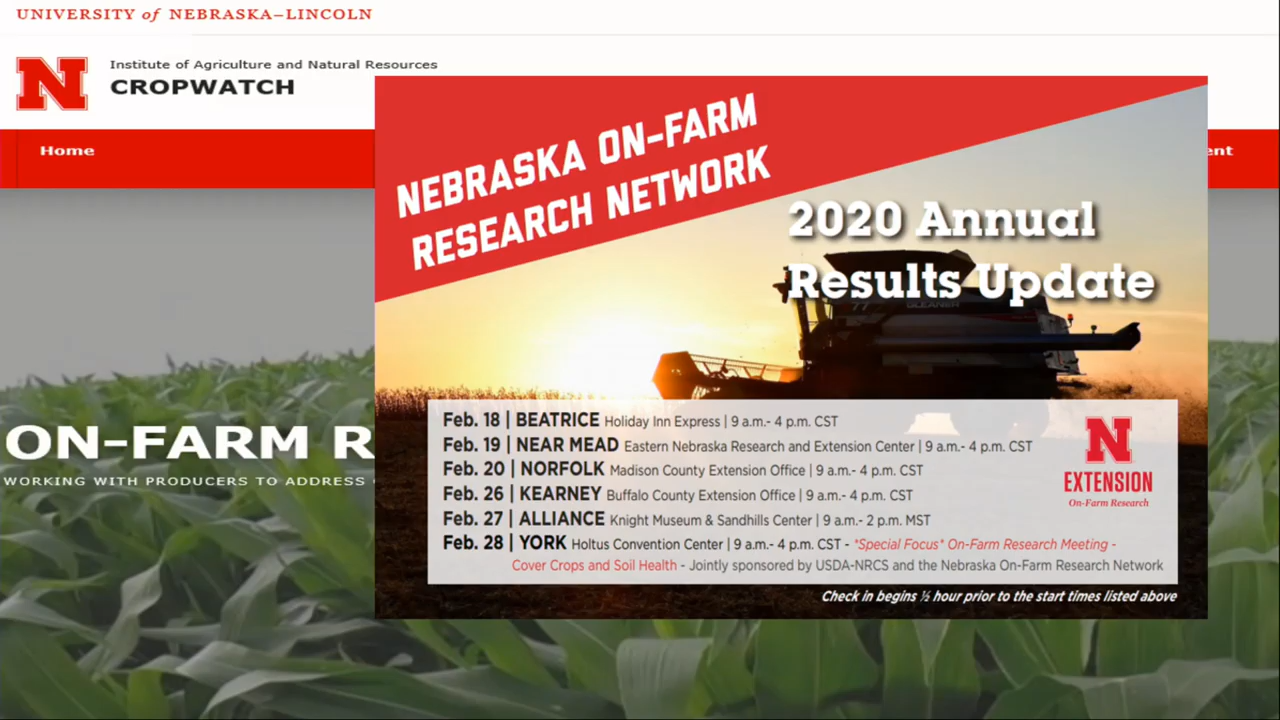 UNIVERSITY of NEBRASKA–LINCOLN
Institute of Agriculture and Natural Resources
CROPWATCH
Home
ent
ON-FARM R
WORKING WITH PRODUCERS TO ADDRESS
NEBRASKA ON-FARM
RESEARCH NETWORK
2020 Annual
Results Update
GLEANER
Feb. 18 | BEATRICE Holiday Inn Express | 9 a.m.- 4 p.m. CST
Feb. 19 | NEAR MEAD Eastern Nebraska Research and Extension Center | 9 a.m.- 4 p.m. CST
Feb. 20 | NORFOLK Madison County Extension Office | 9 a.m.- 4 p.m. CST
Feb. 26 | KEARNEY Buffalo County Extension Office | 9 a.m.- 4 p.m. CST
Feb. 27 | ALLIANCE Knight Museum & Sandhills Center | 9 a.m.- 2 p.m. MST
Feb. 28 | YORK Holtus Convention Center | 9 a.m.- 4 p.m. CST - *Special Focus* On-Farm Research Meeting -
Cover Crops and Soil Health - Jointly sponsored by USDA-NRCS and the Nebraska On-Farm Research Network
N
EXTENSION
On-Farm Research
Check in begins ½ hour prior to the start times listed above
N